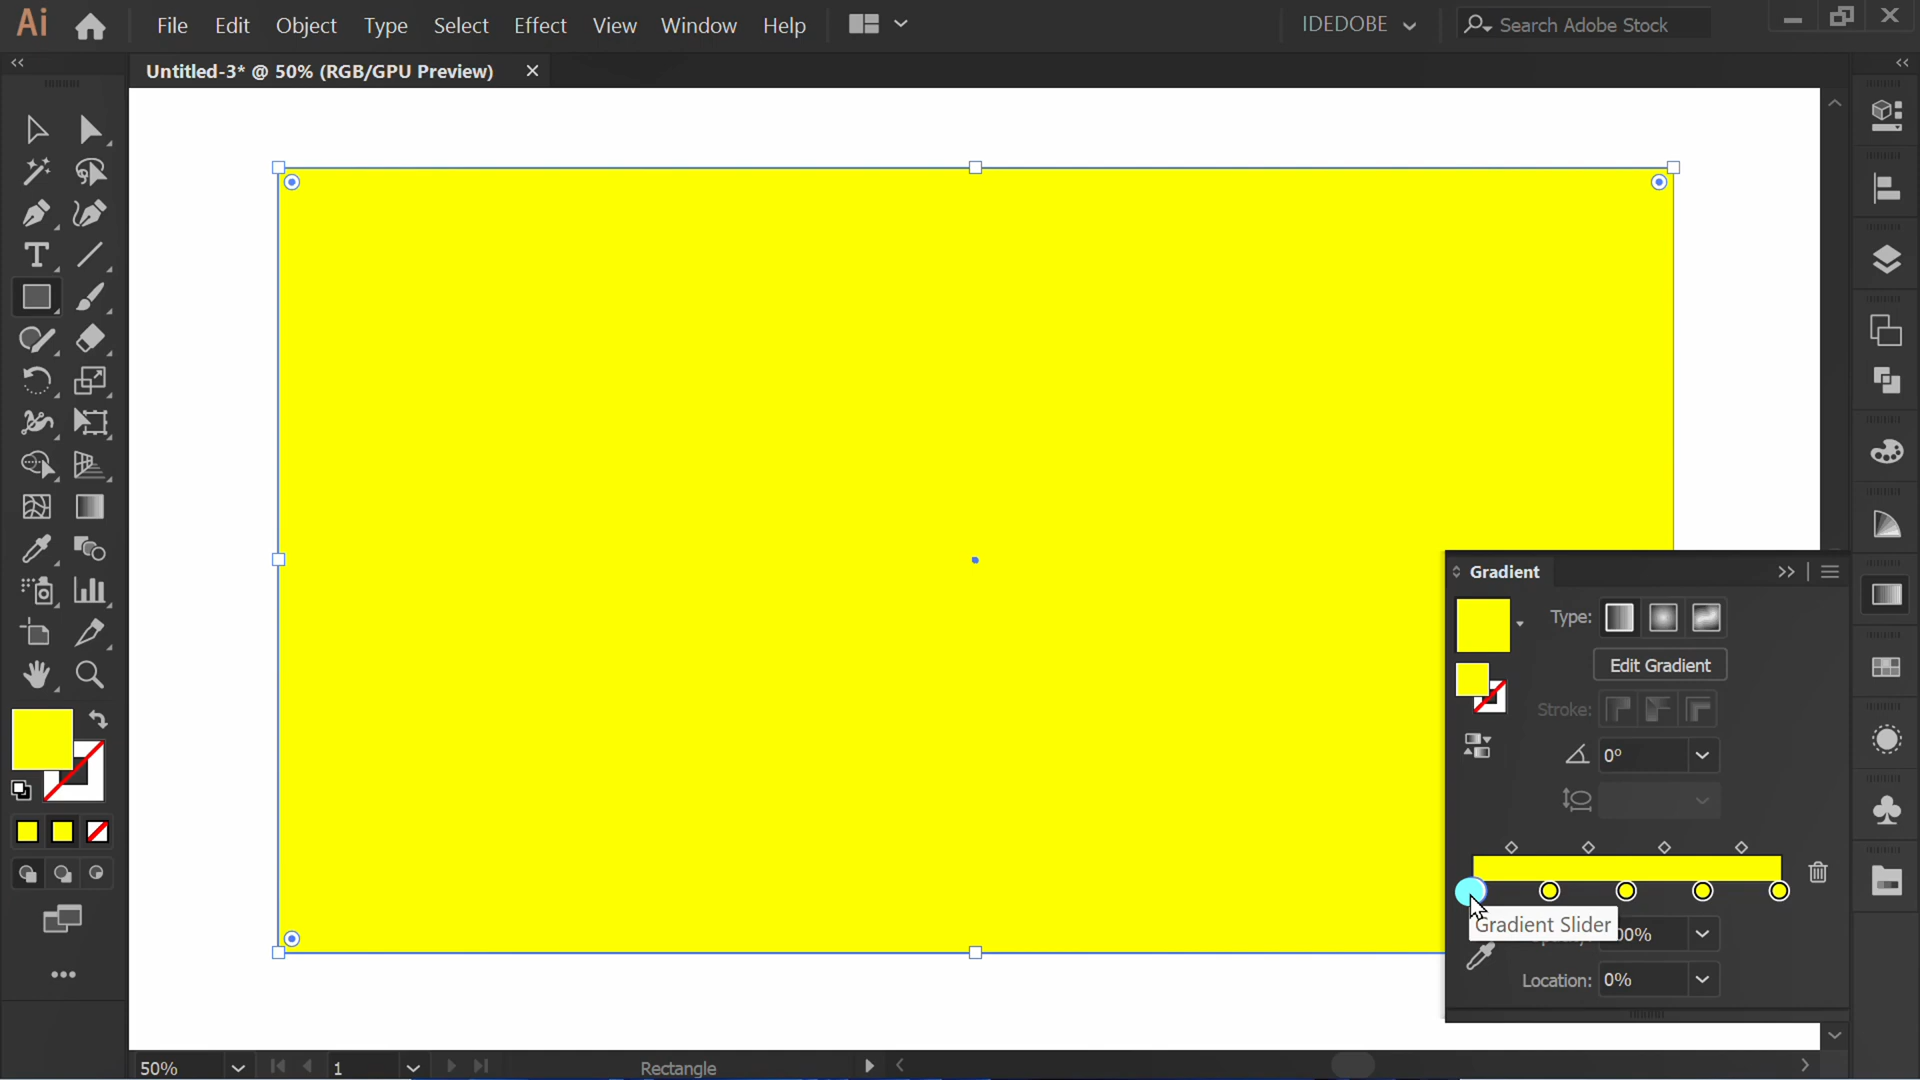 Ai File Edit Object Type Select Effect View Window Help IDEDOBE Search Adobe Stock
Untitled-3* @ 50% (RGB/GPU Preview)
Gradient
Type:
Edit Gradient
Stroke:
0°
Gradient Slider
Location: 0%
50% 1 Rectangle